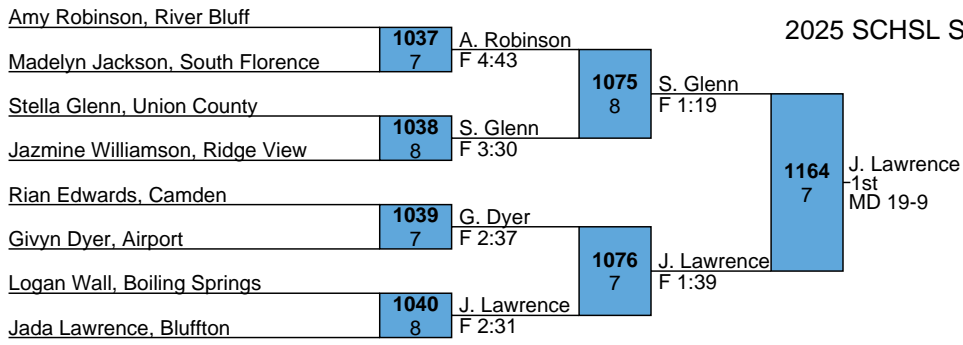 Amy Robinson, River Bluff
2025 SCHSL S
1037
A. Robinson
7
F 4:43
Madelyn Jackson, South Florence
1075
S. Glenn
8
F 1:19
Stella Glenn, Union County
1038
S. Glenn
8
F 3:30
Jazmine Williamson, Ridge View
1164
J. Lawrence
7
1st
MD 19-9
Rian Edwards, Camden
1039
G. Dyer
7
F 2:37
Givyn Dyer, Airport
1076
J. Lawrence
7
F 1:39
Logan Wall, Boiling Springs
1040
J. Lawrence
8
F 2:31
Jada Lawrence, Bluffton